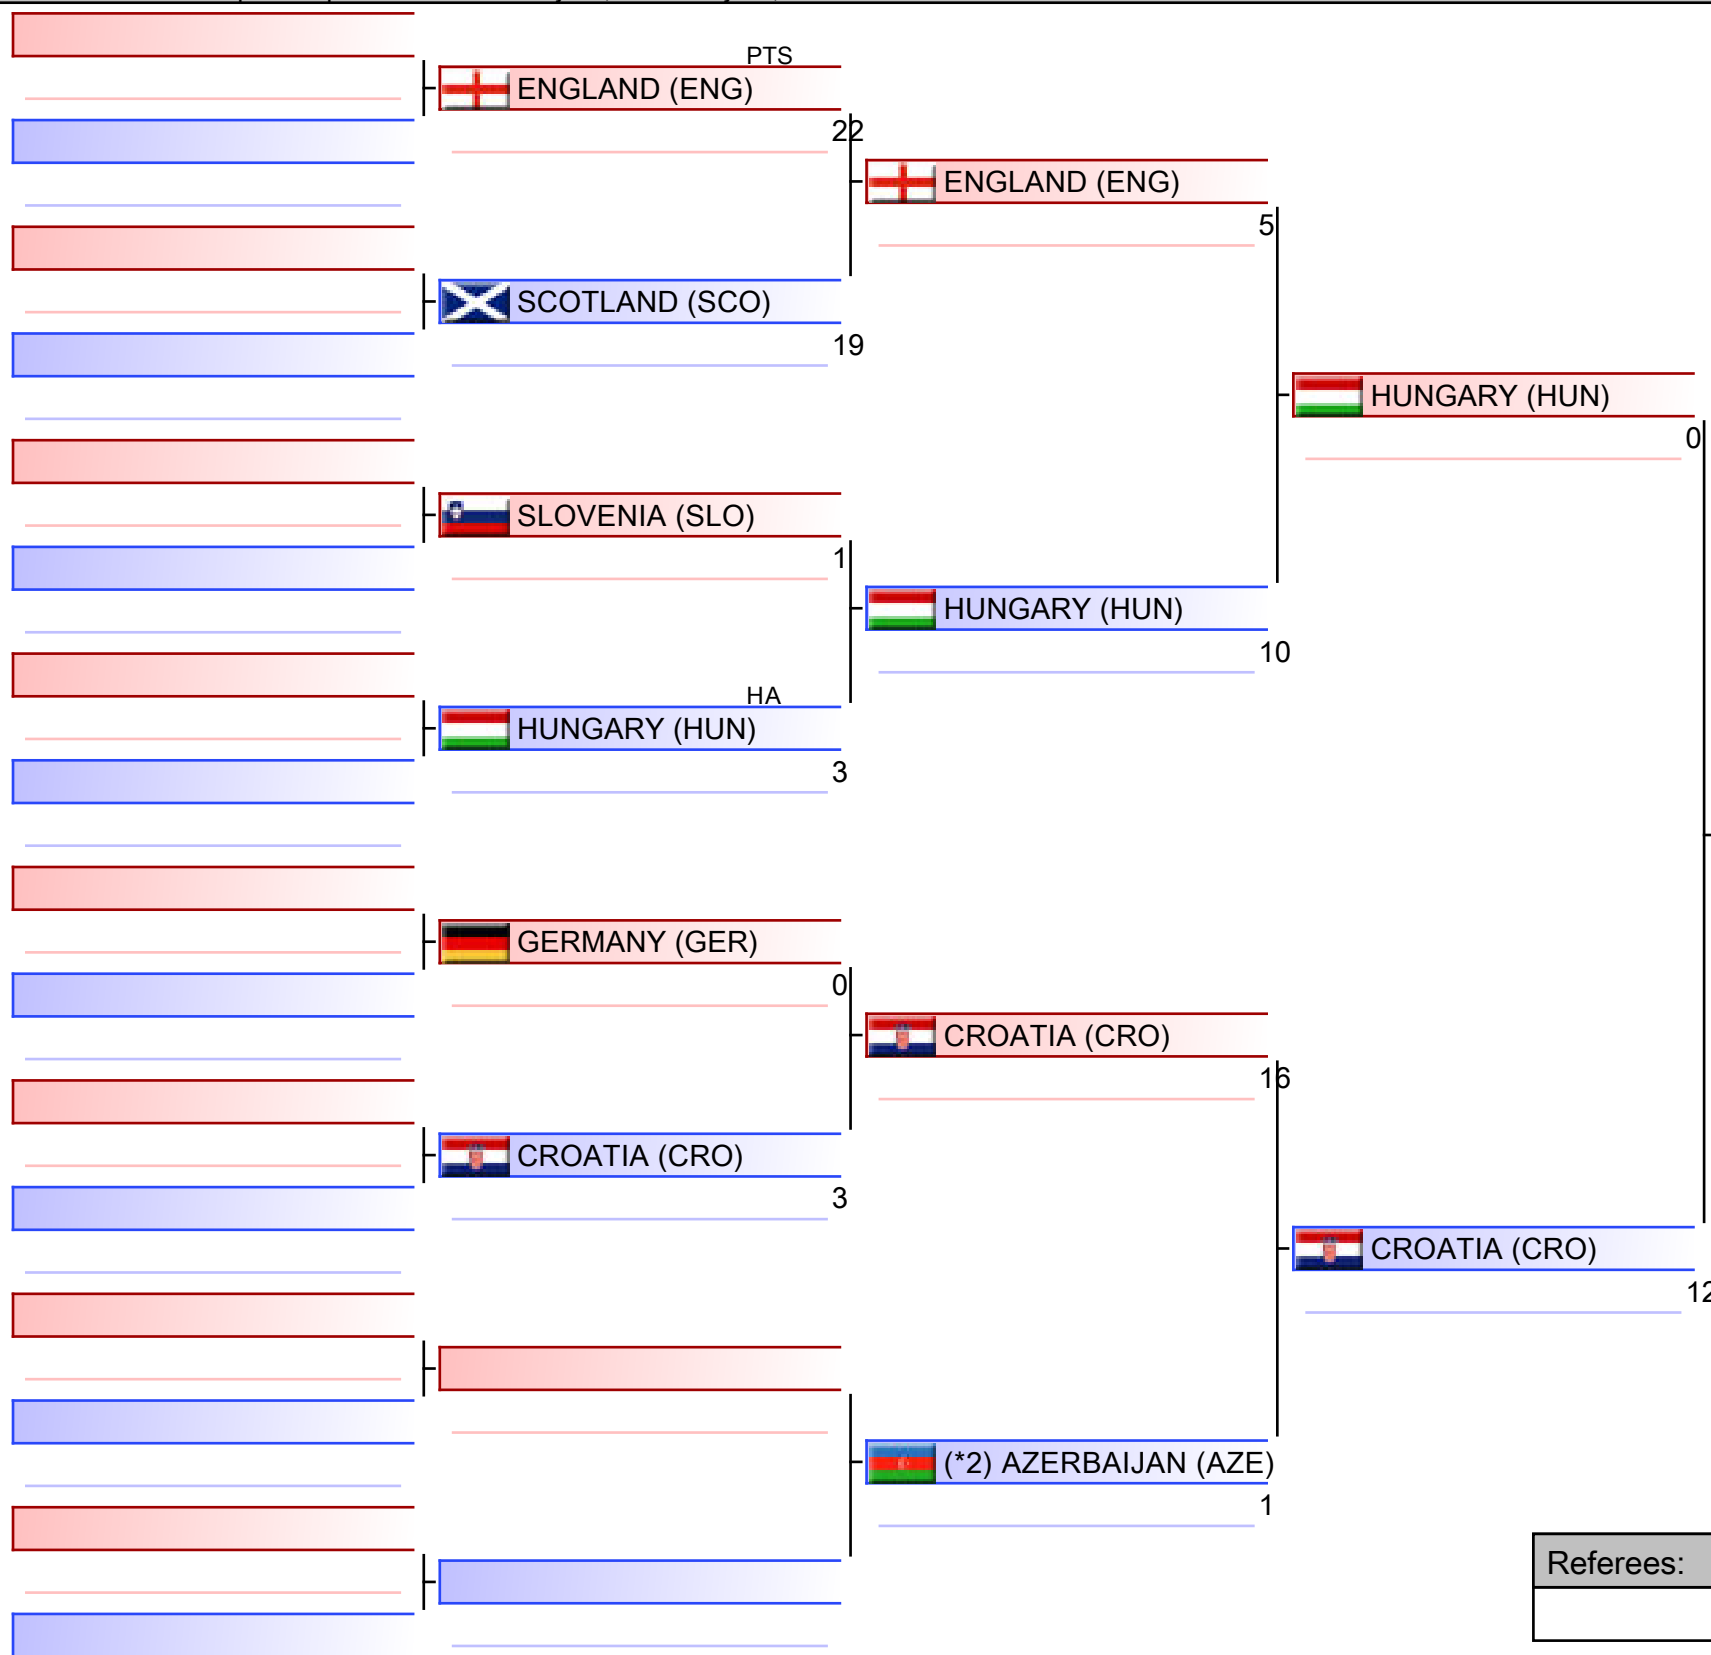 PTS
ENGLAND (ENG)
22
ENGLAND (ENG)
5
SCOTLAND (SCO)
19
HUNGARY (HUN)
0
SLOVENIA (SLO)
1
HUNGARY (HUN)
10
HA
HUNGARY (HUN)
3
GERMANY (GER)
0
CROATIA (CRO)
16
CROATIA (CRO)
3
CROATIA (CRO)
12
(*2) AZERBAIJAN (AZE)
1
Referees: